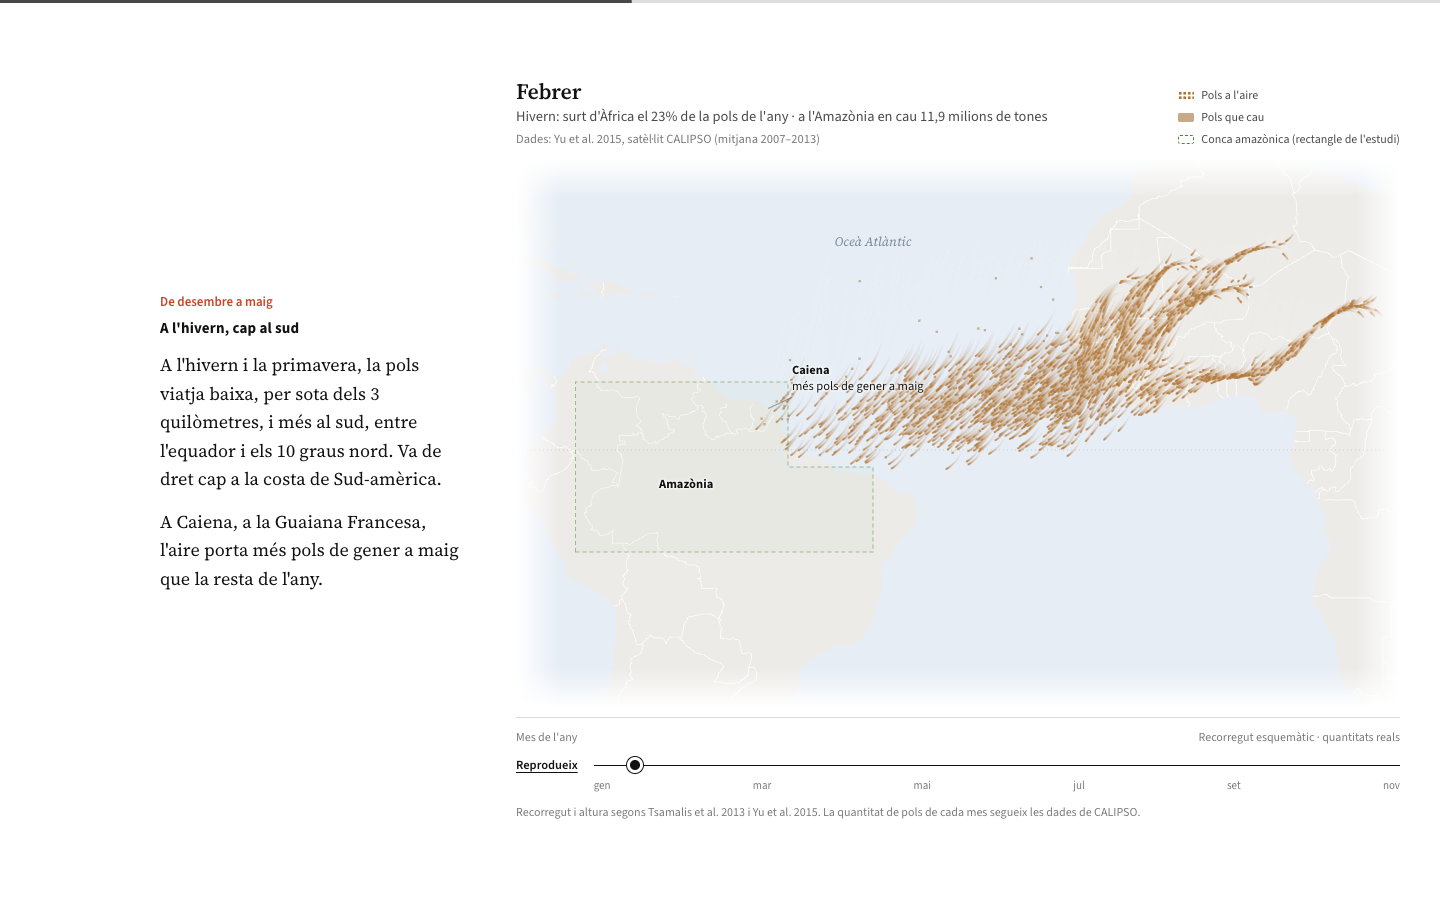 Febrer
Hivern: surt d'Àfrica el 23% de la pols de l'any · a l'Amazònia en cau 11,9 milions de tones
Dades: Yu et al. 2015, satèl·lit CALIPSO (mitjana 2007–2013)
Pols a l'aire
Pols que cau
Conca amazònica (rectangle de l'estudi)
De desembre a maig
A l'hivern, cap al sud
A l'hivern i la primavera, la pols
viatja baixa, per sota dels 3
quilòmetres, i més al sud, entre
l'equador i els 10 graus nord. Va de
dret cap a la costa de Sud-amèrica.
A Caiena, a la Guaiana Francesa,
l'aire porta més pols de gener a maig
que la resta de l'any.
Oceà Atlàntic
Caiena
més pols de gener a maig
Amazònia
Mes de l'any
Recorregut esquemàtic · quantitats reals
Reprodueix
gen mar mai jul set nov
Recorregut i altura segons Tsamalis et al. 2013 i Yu et al. 2015. La quantitat de pols de cada mes segueix les dades de CALIPSO.